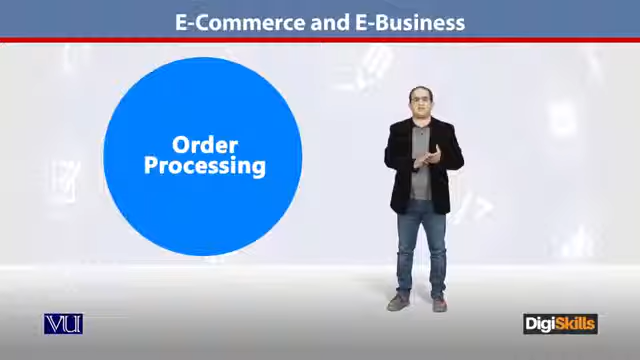 E-Commerce and E-Business
Order
Processing
VU
DigiSkills